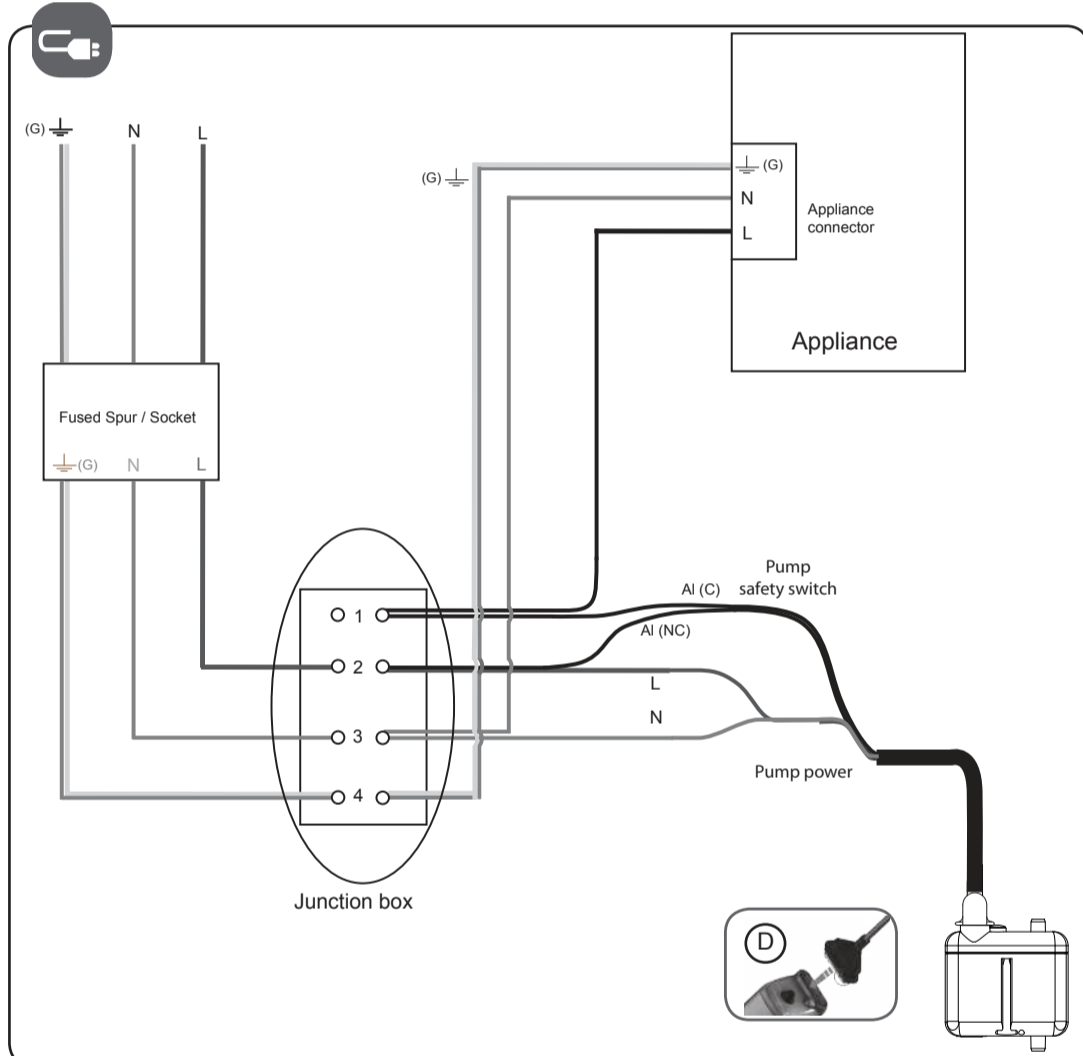 (G) N L
Fused Spur / Socket
(G) N L
(G)
(G)
N
L
Appliance
connector
Appliance
1
2
3
4
Junction box
Pump
safety switch
Al (C)
Al (NC)
L
N
Pump power
D